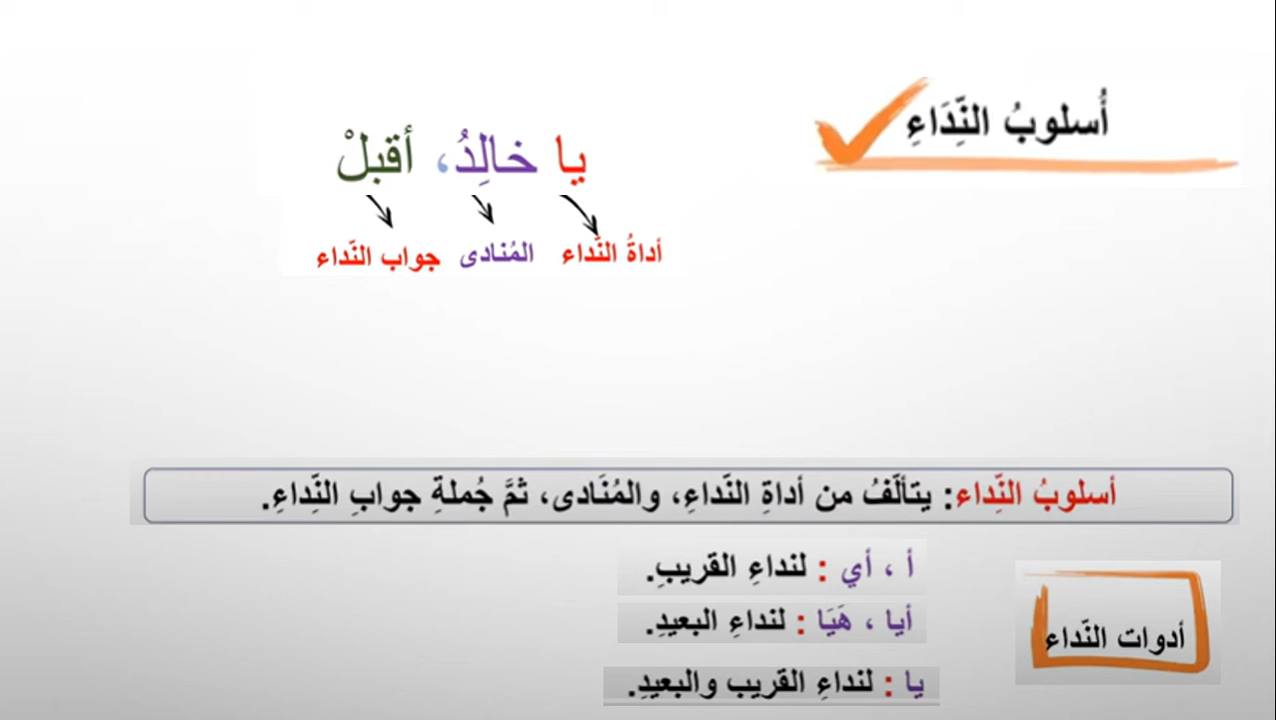 أُسلوبُ النِّدَاءِ
يا خالِدُ، أقبلْ
أداةُ النّداء المُنادى جواب النّداء
أسلوبُ النِّداء: يتألّفُ من أداةِ النّداءِ، والمُنَادى، ثمَّ جُملةِ جوابِ النِّداءِ.
أدوات النّداء
أ ، أي : لنداءِ القريبِ.
أيا ، هَيَا : لنداءِ البعيدِ.
يا : لنداءِ القريب والبعيدِ.